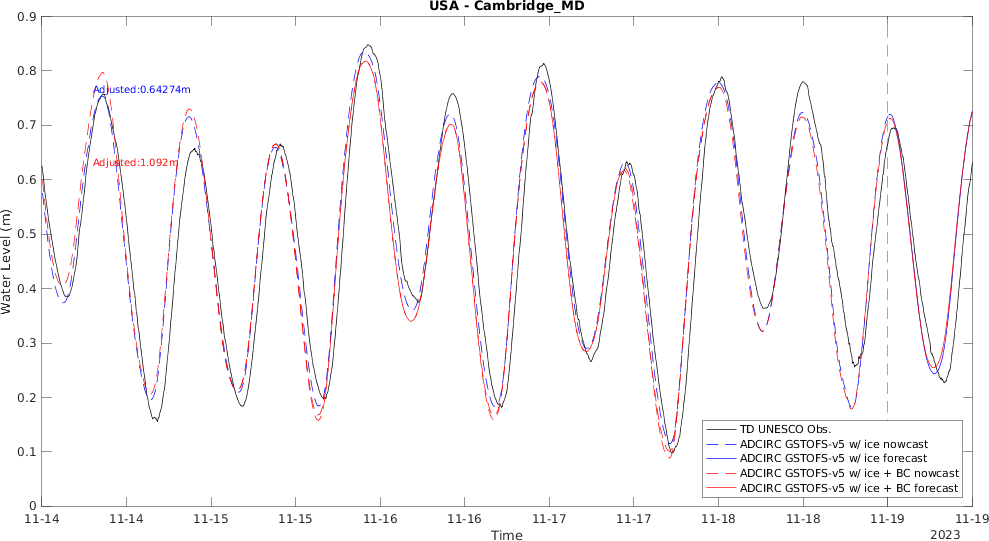 USA - Cambridge_MD
0.9
0.8
0.7
0.6
0.5
0.4
0.3
0.2
0.1
0
Water Level (m)
Adjusted:0.64274m
Adjusted:1.092m
TD UNESCO Obs.
ADCIRC GSTOFS-v5 w/ ice nowcast
ADCIRC GSTOFS-v5 w/ ice forecast
ADCIRC GSTOFS-v5 w/ ice + BC nowcast
ADCIRC GSTOFS-v5 w/ ice + BC forecast
11-14 11-14 11-15 11-15 11-16 11-16 11-17 11-17 11-18 11-18 11-19 11-19
Time
2023